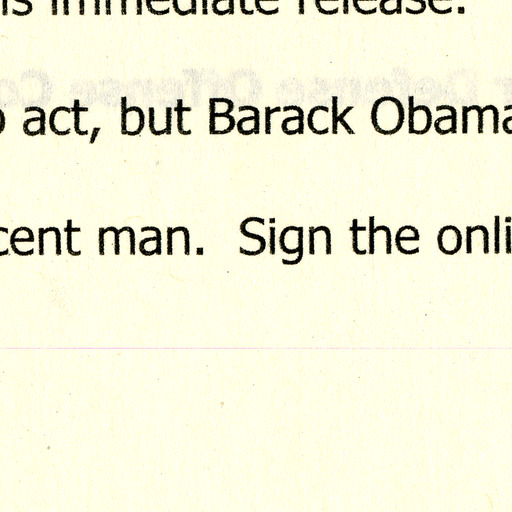 is immediate release.
act, but Barack Obama
cent man.  Sign the onli